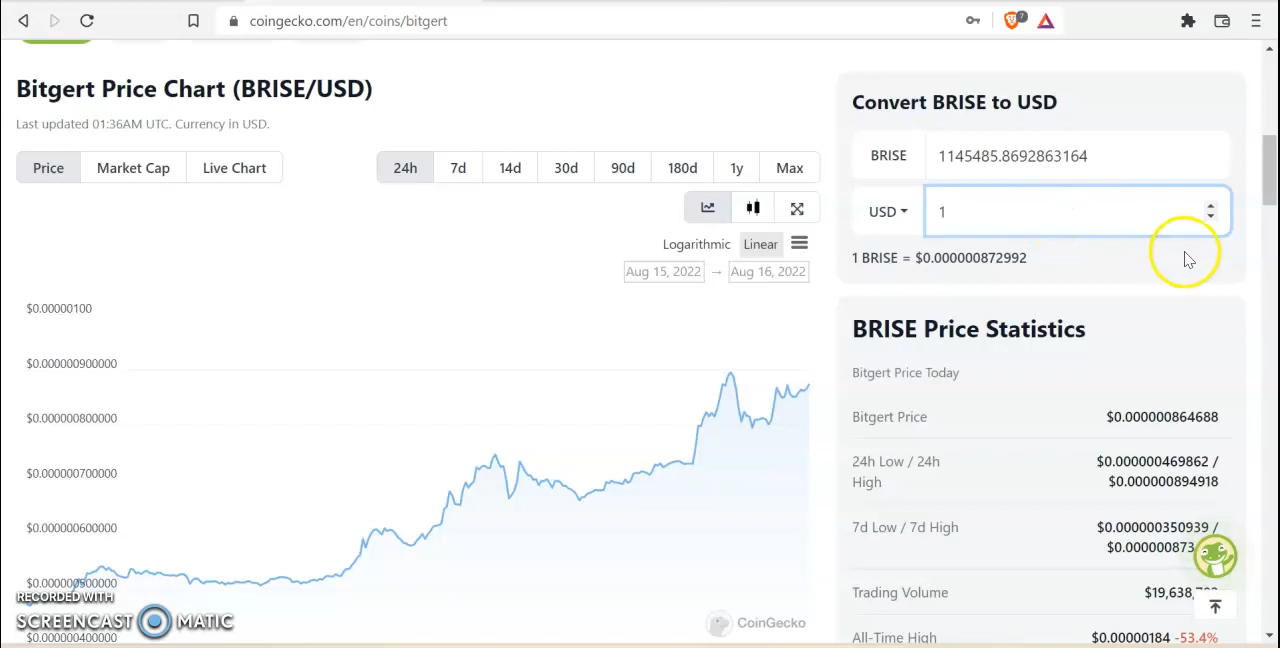 coingecko.com/en/coins/bitgert
7
Bitgert Price Chart (BRISE/USD)
Last updated 01:36AM UTC. Currency in USD.
Price Market Cap Live Chart 24h 7d 14d 30d 90d 180d 1y Max
Logarithmic Linear
Aug 15, 2022 → Aug 16, 2022
$0.00000100
$0.000000900000
$0.000000800000
$0.000000700000
$0.000000600000
$0.000000500000
$0.000000400000
RECORDED WITH
SCREENCAST MATIC
CoinGecko
Convert BRISE to USD
BRISE 1145485.8692863164
USD 1
1 BRISE = $0.000000872992
BRISE Price Statistics
Bitgert Price Today
Bitgert Price $0.000000864688
24h Low / 24h $0.000000469862 /
High $0.000000894918
7d Low / 7d High $0.000000350939 /
$0.000000873
Trading Volume $19,638,
All-Time High $0.00000184 -53.4%